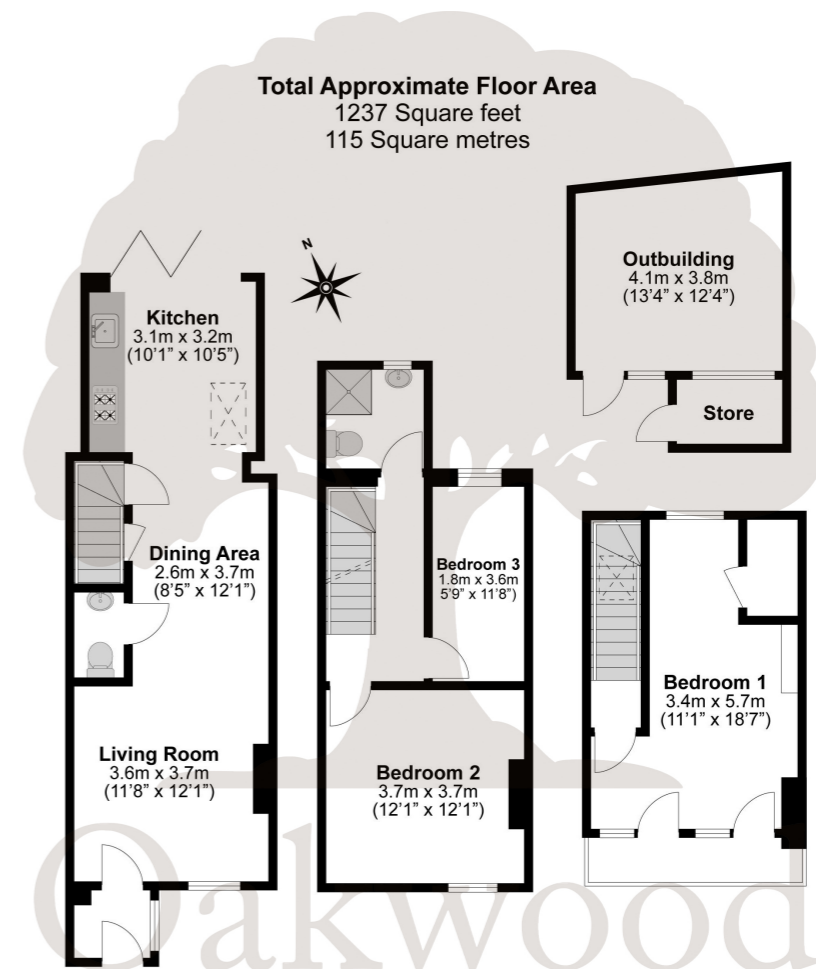 Total Approximate Floor Area
1237 Square feet
115 Square metres
N
Kitchen
3.1m x 3.2m
(10'1” x 10'5”)
Outbuilding
4.1m x 3.8m
(13'4” x 12'4”)
Store
Dining Area
2.6m x 3.7m
(8'5” x 12'1”)
Bedroom 3
1.8m x 3.6m
5'9” x 11'8”)
Living Room
3.6m x 3.7m
(11'8” x 12'1”)
Bedroom 2
3.7m x 3.7m
(12'1” x 12'1”)
Bedroom 1
3.4m x 5.7m
(11'1” x 18'7”)
Oakwood